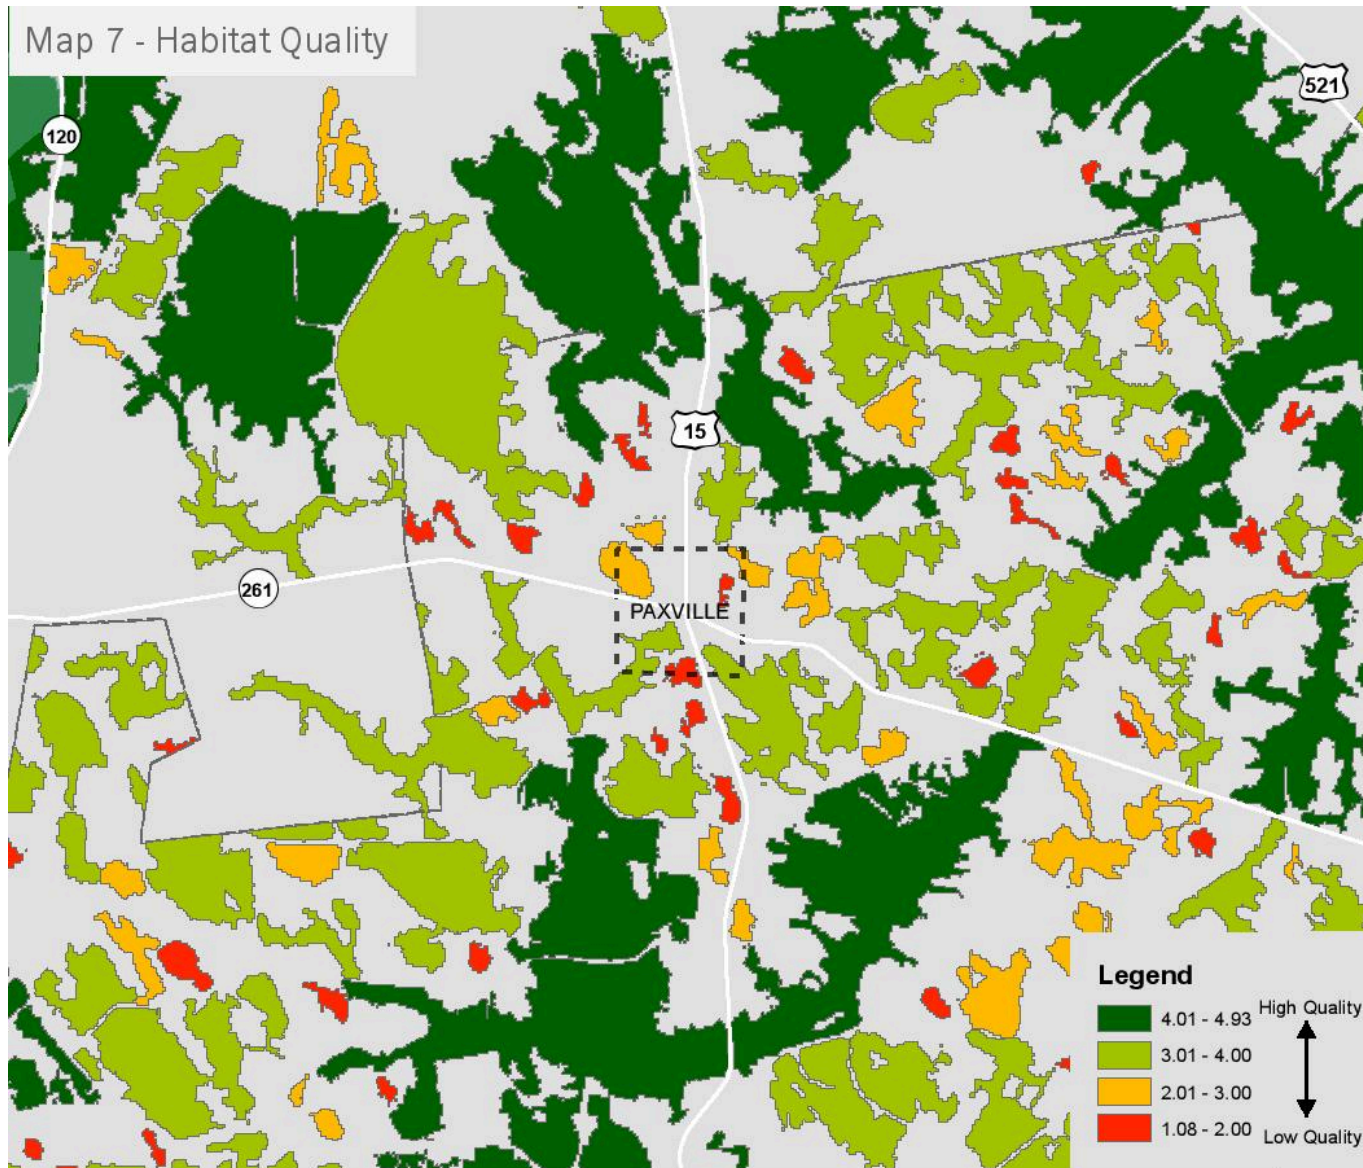 Map 7 - Habitat Quality
521
120
15
261
PAXVILLE
Legend
4.01 - 4.93
High Quality
3.01 - 4.00
2.01 - 3.00
1.08 - 2.00
Low Quality